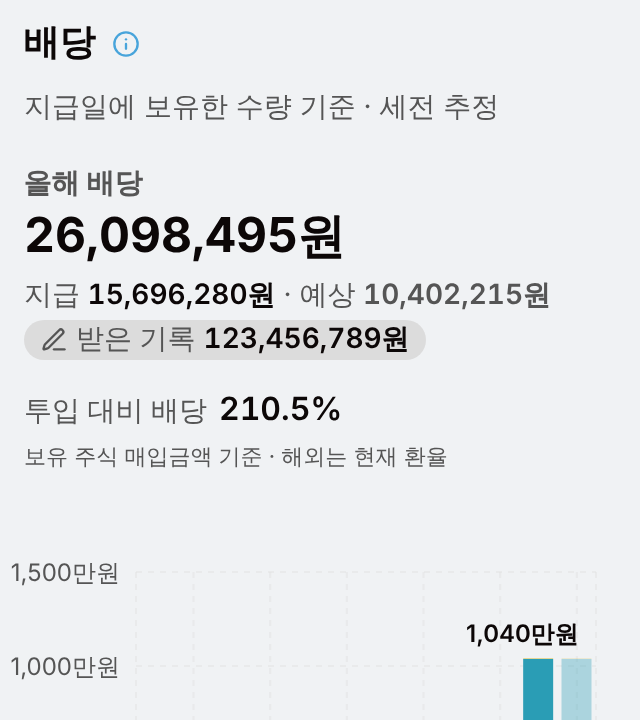 배당
지급일에 보유한 수량 기준 · 세전 추정
올해 배당
26,098,495원
지급 15,696,280원 · 예상 10,402,215원
받은 기록 123,456,789원
투입 대비 배당 210.5%
보유 주식 매입금액 기준 · 해외는 현재 환율
1,500만원
1,040만원
1,000만원